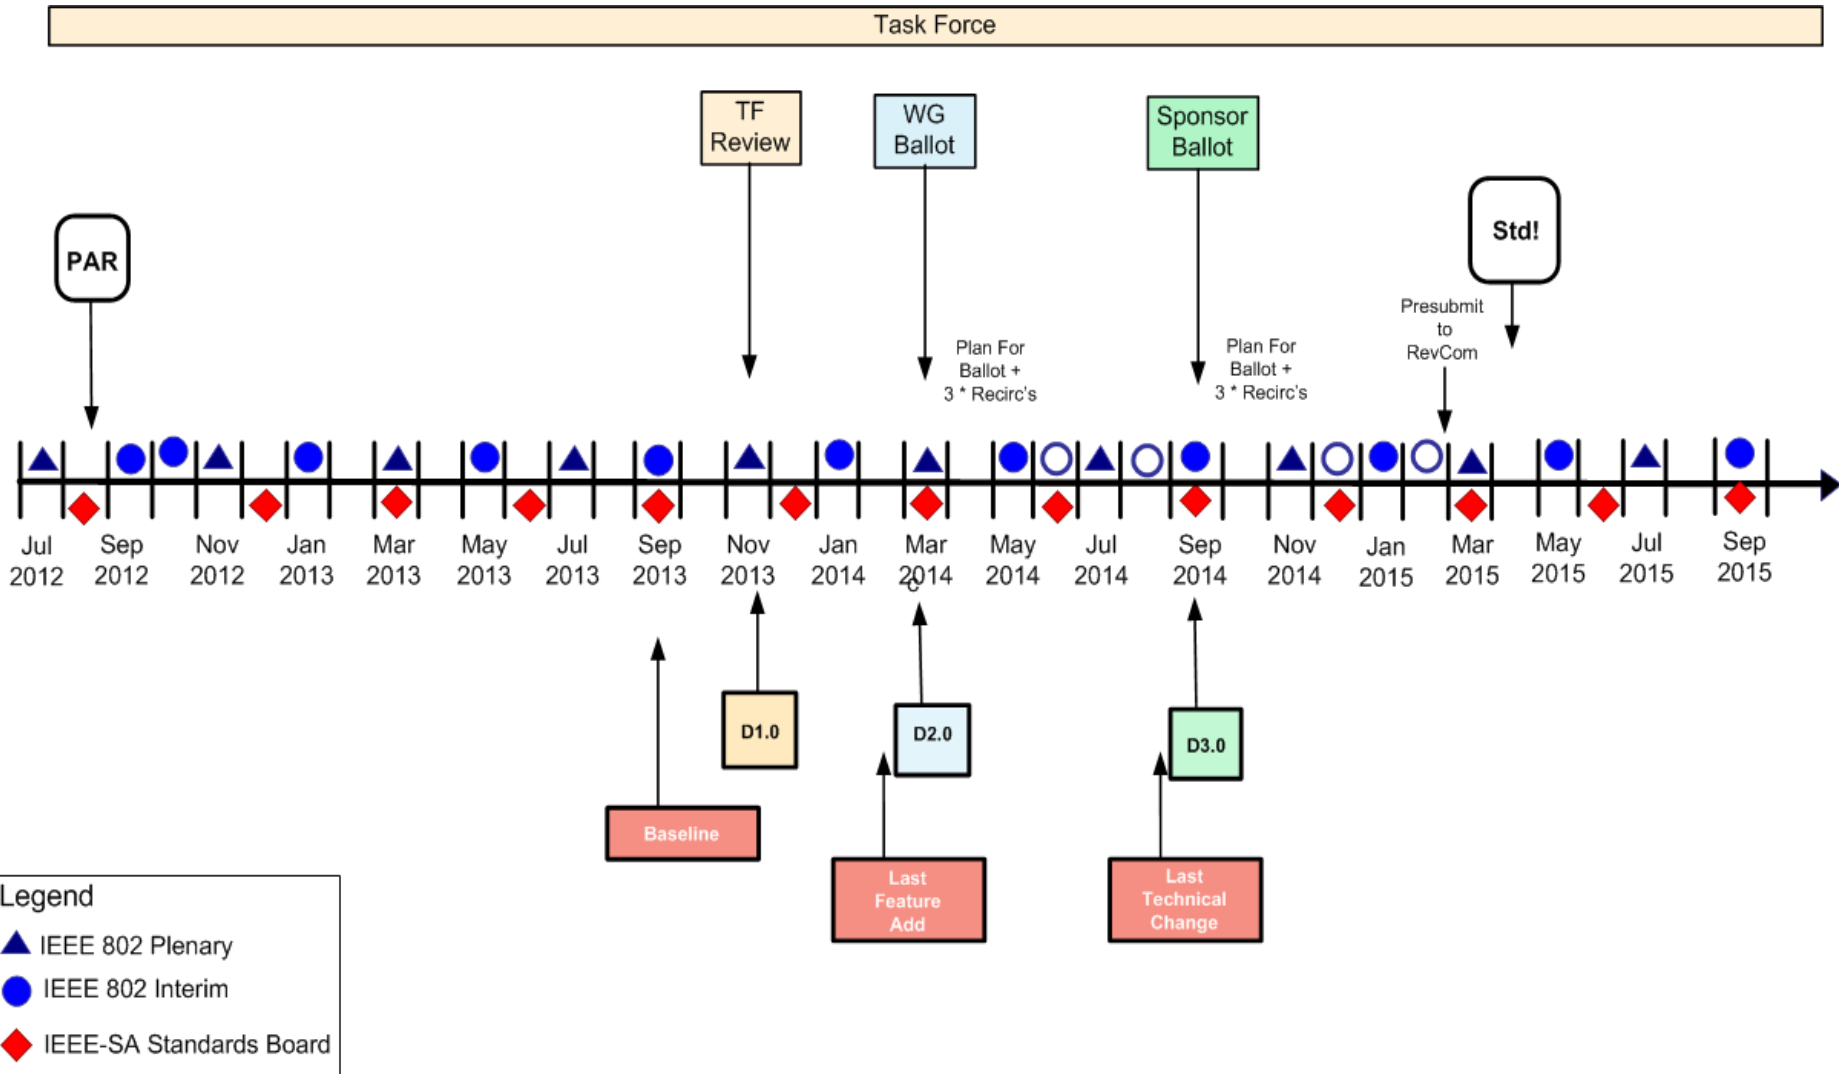 Task Force
TF
Review
WG
Ballot
Sponsor
Ballot
PAR
Std!
Presubmit
to
RevCom
Plan For
Ballot +
3 * Recirc's
Plan For
Ballot +
3 * Recirc's
Jul
2012
Sep
2012
Nov
2012
Jan
2013
Mar
2013
May
2013
Jul
2013
Sep
2013
Nov
2013
Jan
2014
Mar
2014
c
May
2014
Jul
2014
Sep
2014
Nov
2014
Jan
2015
Mar
2015
May
2015
Jul
2015
Sep
2015
D1.0
D2.0
D3.0
Baseline
Last
Feature
Add
Last
Technical
Change
Legend
IEEE 802 Plenary
IEEE 802 Interim
IEEE-SA Standards Board